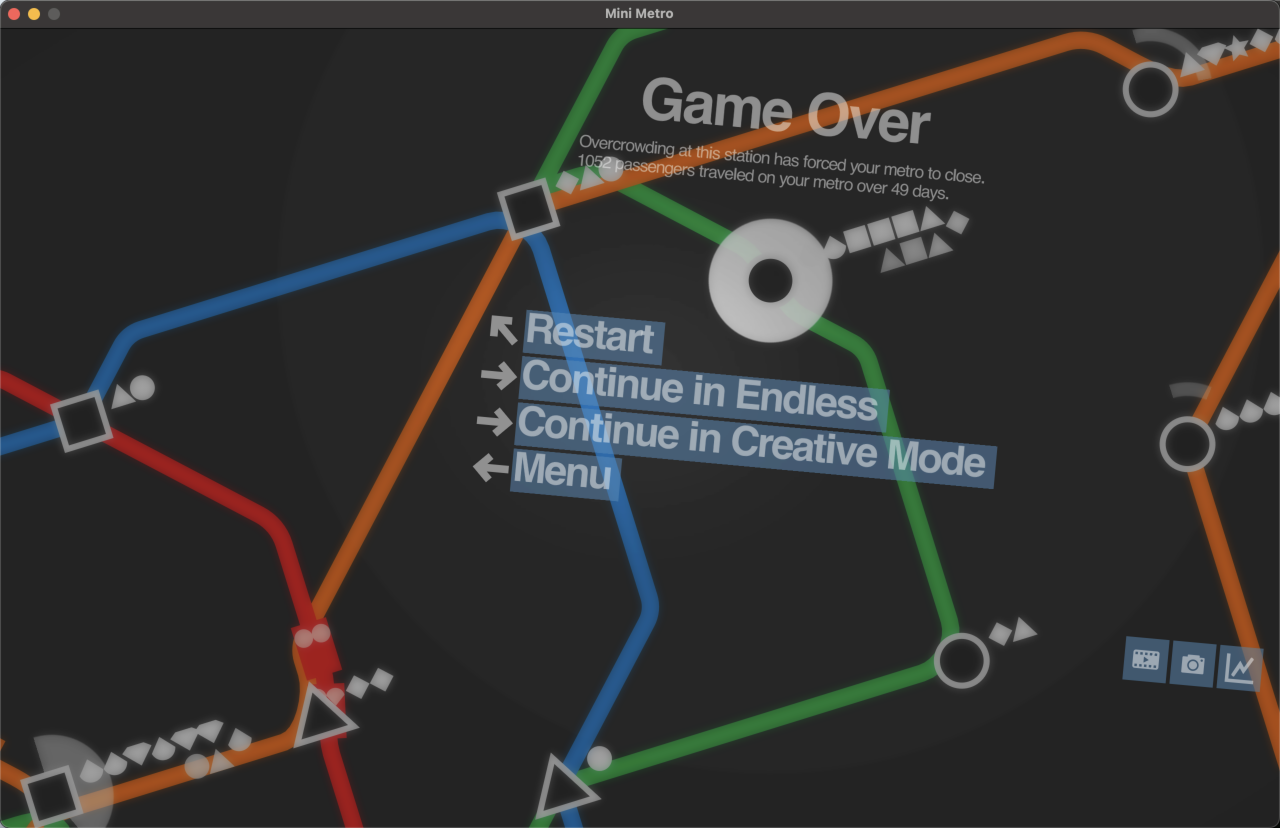 Mini Metro
Game Over
Overcrowding at this station has forced your metro to close.
1052 passengers traveled on your metro over 49 days.
Restart
Continue in Endless
Continue in Creative Mode
Menu